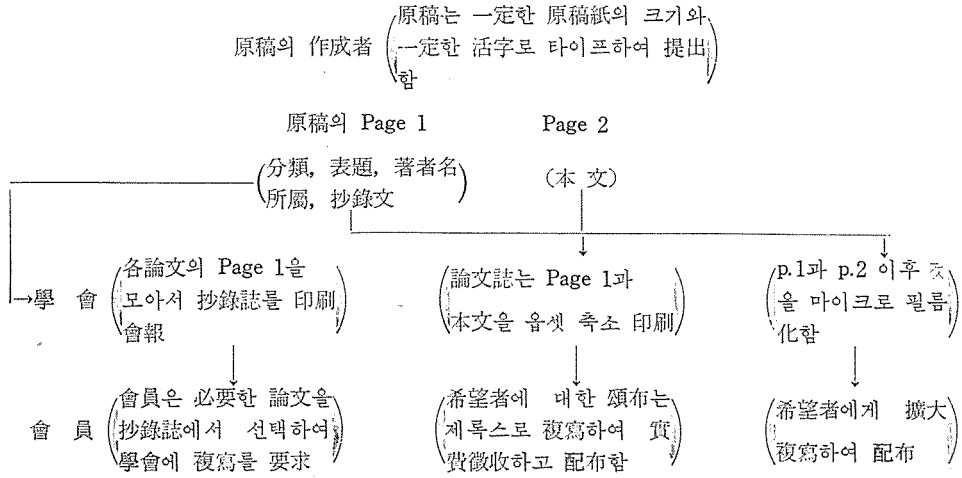 原稿는 一定한 原稿紙의 크기와
原稿의 作成者 一定한 活字로 타이프하여 提出
함
原稿의 Page 1 Page 2
分類, 表題, 著者名
所屬, 抄錄文
(本 文)
各論文의 Page 1을
→學 會 모아서 抄錄誌를 印刷
會報
論文誌는 Page 1과
本文을 옵셋 축소 印刷
p.1과 p.2 이후
을 마이크로 필름
化함
會員은 必要한 論文을
會 員 抄錄誌에서 선택하여
學會에 複寫를 要求
希望者에 대한 頒布는
제록스로 複寫하여 實
費徵收하고 配布함
希望者에게 擴大
複寫하여 配布